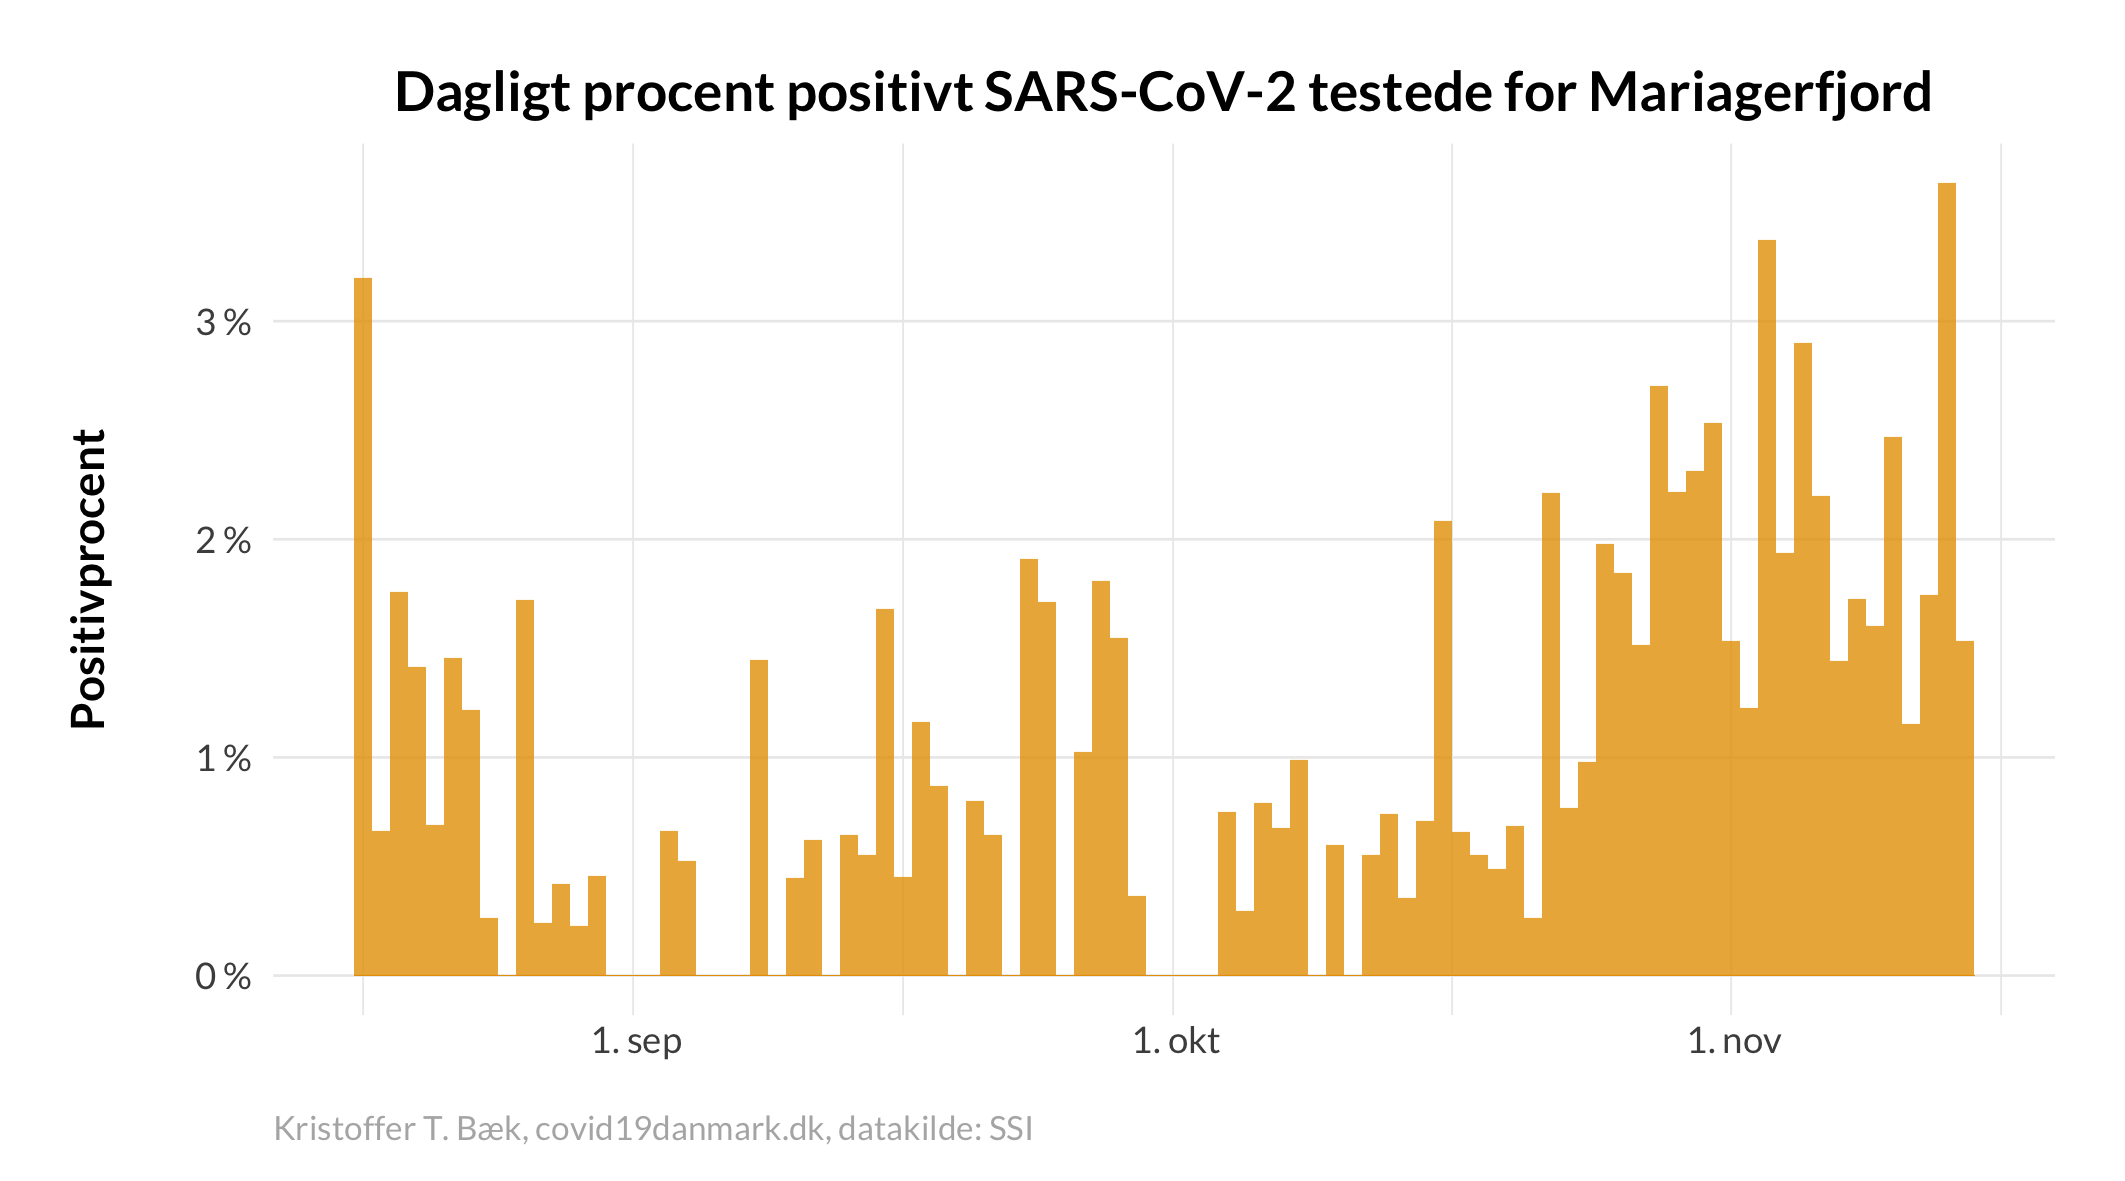 Dagligt procent positivt SARS-CoV-2 testede for Mariagerfjord
Positivprocent
3 %
2 %
1 %
0 %
1. sep
1. okt
1. nov
Kristoffer T. Bæk, covid19danmark.dk, datakilde: SSI